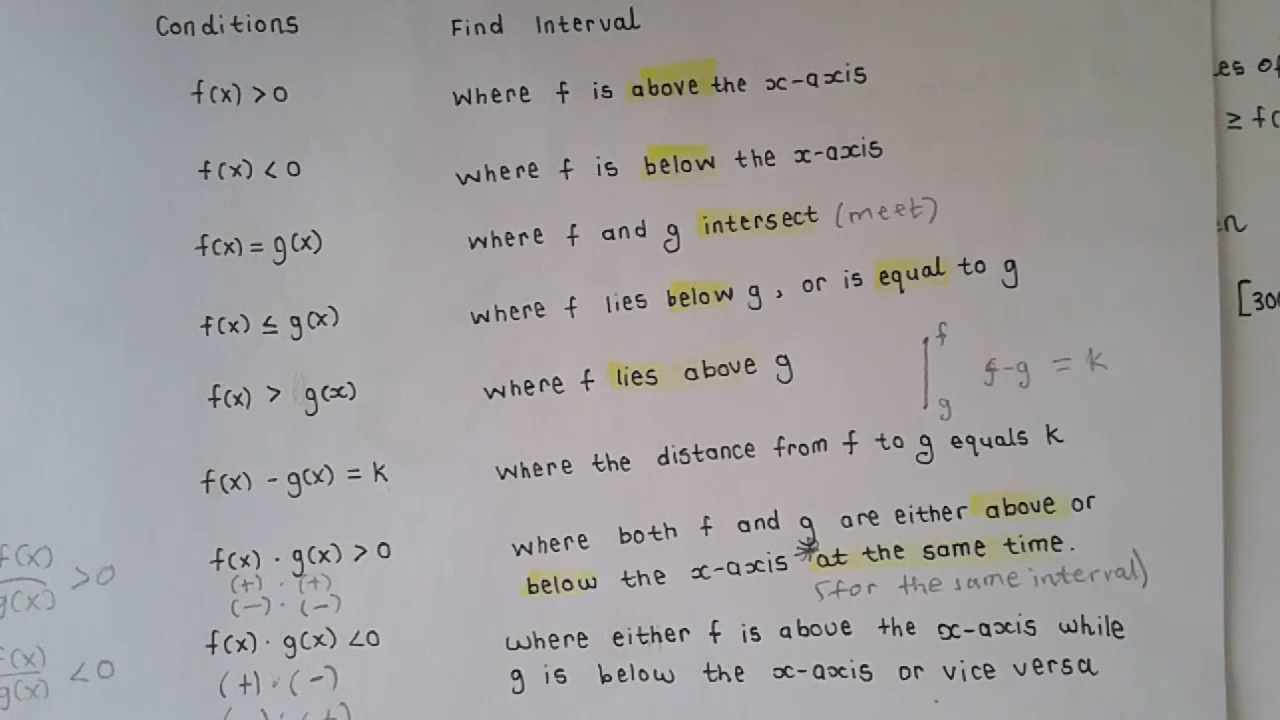 Conditions Find Interval
f(x) > 0 Where f is above the x-axis
f(x) < 0 where f is below the x-axis
f(x) = g(x) where f and g intersect (meet)
f(x) ≤ g(x) where f lies below g, or is equal to g
f(x) > g(x) where f lies above g
f
g
f-g = k
f(x) - g(x) = k where the distance from f to g equals k
f(x) · g(x) > 0 where both f and g are either above or
below the x-axis * at the same time.
(for the same interval)
(+) · (+)
(-) · (-)
f(x) · g(x) < 0 where either f is above the x-axis while
g is below the x-axis or vice versa
(+) · (-)
f(x)
g(x) > 0
f(x)
g(x) < 0
es of
≥ f(
[300